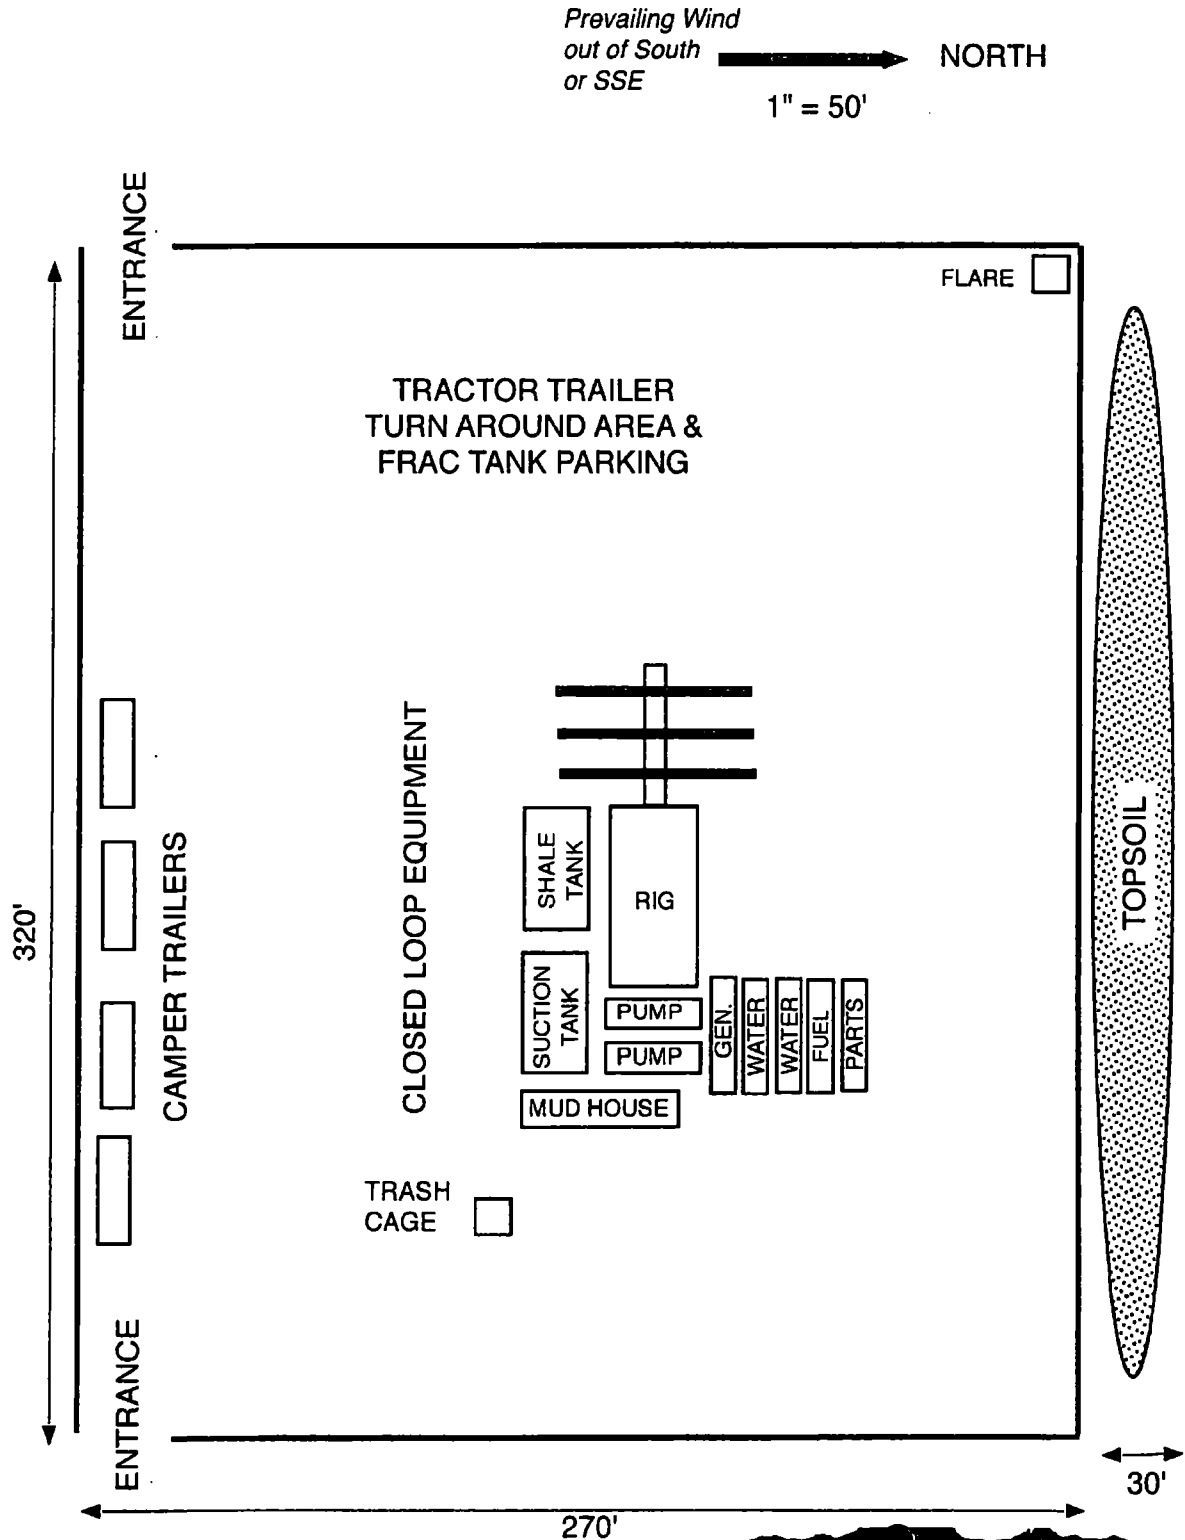 Prevailing Wind
out of South
or SSE
NORTH
1" = 50'
ENTRANCE
FLARE
TRACTOR TRAILER
TURN AROUND AREA &
FRAC TANK PARKING
320'
CAMPER TRAILERS
CLOSED LOOP EQUIPMENT
SHALE
TANK
RIG
SUCTION
TANK
PUMP
PUMP
GEN.
WATER
WATER
FUEL
PARTS
MUD HOUSE
TOPSOIL
TRASH
CAGE
ENTRANCE
30'
270'